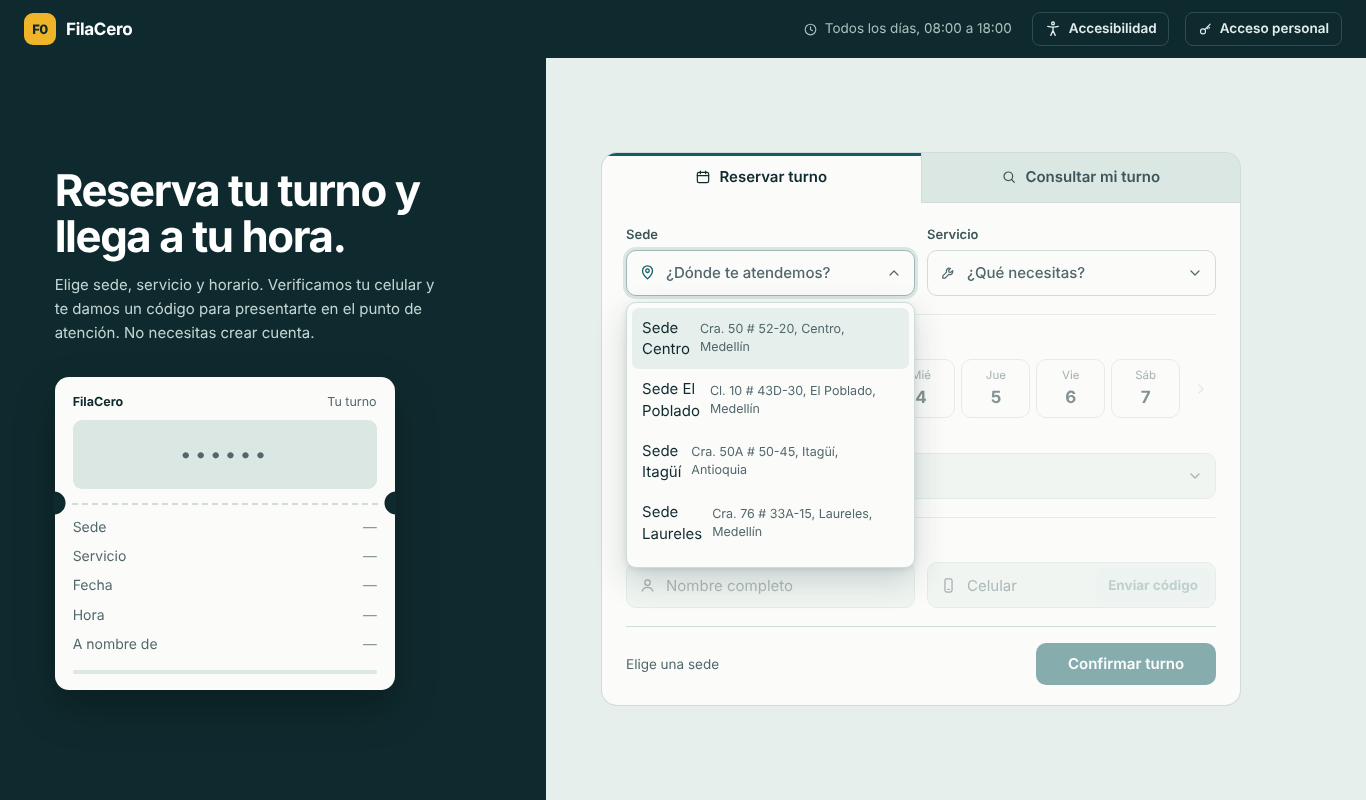 F0 FilaCero
Todos los días, 08:00 a 18:00
Accesibilidad
Acceso personal
Reserva tu turno y
llega a tu hora.
Elige sede, servicio y horario. Verificamos tu celular y
te damos un código para presentarte en el punto de
atención. No necesitas crear cuenta.
FilaCero
Tu turno
••••••
Sede —
Servicio —
Fecha —
Hora —
A nombre de —
Reservar turno
Consultar mi turno
Sede
Servicio
¿Dónde te atendemos?
¿Qué necesitas?
Sede
Centro
Cra. 50 # 52-20, Centro,
Medellín
Sede El
Poblado
Cl. 10 # 43D-30, El Poblado,
Medellín
Sede
Itagüí
Cra. 50A # 50-45, Itagüí,
Antioquia
Sede
Laureles
Cra. 76 # 33A-15, Laureles,
Medellín
Mié
4
Jue
5
Vie
6
Sáb
7
Nombre completo
Celular
Enviar código
Elige una sede
Confirmar turno